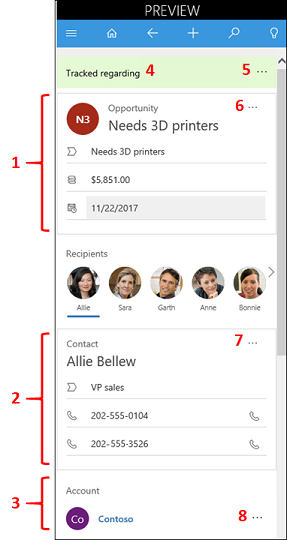 PREVIEW
Tracked regarding 4 5 ...
6 ...
Opportunity
N3 Needs 3D printers
1
Needs 3D printers
$5,851.00
11/22/2017
Recipients
Allie Sara Garth Anne Bonnie
Contact 7 ...
Allie Bellew
2
VP sales
202-555-0104
202-555-3526
3
Account
Co Contoso 8 ...